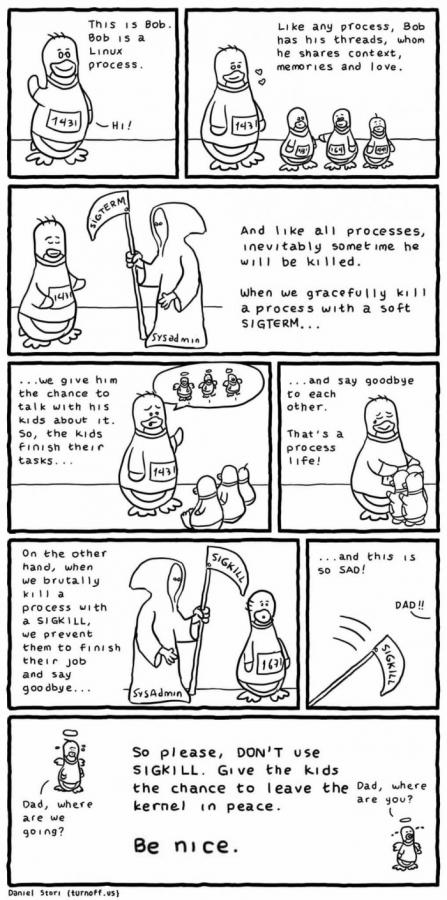 This is Bob.
Bob is a
Linux
process.
Hi!
1431
Like any process, Bob
has his threads, whom
he shares context,
memories and love.
1431
SIGTERM
1431
sysadmin
And like all processes,
inevitably sometime he
will be killed.
When we gracefully kill
a process with a soft
SIGTERM...
...we give him
the chance to
talk with his
kids about it.
So, the kids
finish their
tasks...
1431
...and say goodbye
to each
other.
That's a
process
life!
On the other
hand, when
we brutally
kill a
process with
a SIGKILL,
we prevent
them to finish
their job
and say
goodbye...
SIGKILL
SysAdmin
1671
...and this is
so SAD!
DAD!!
SIGKILL
So please, DON'T use
SIGKILL. Give the kids
the chance to leave the
kernel in peace.
Be nice.
Dad, where
are we
going?
Dad, where
are you?
Daniel Stori {turnoff.us}